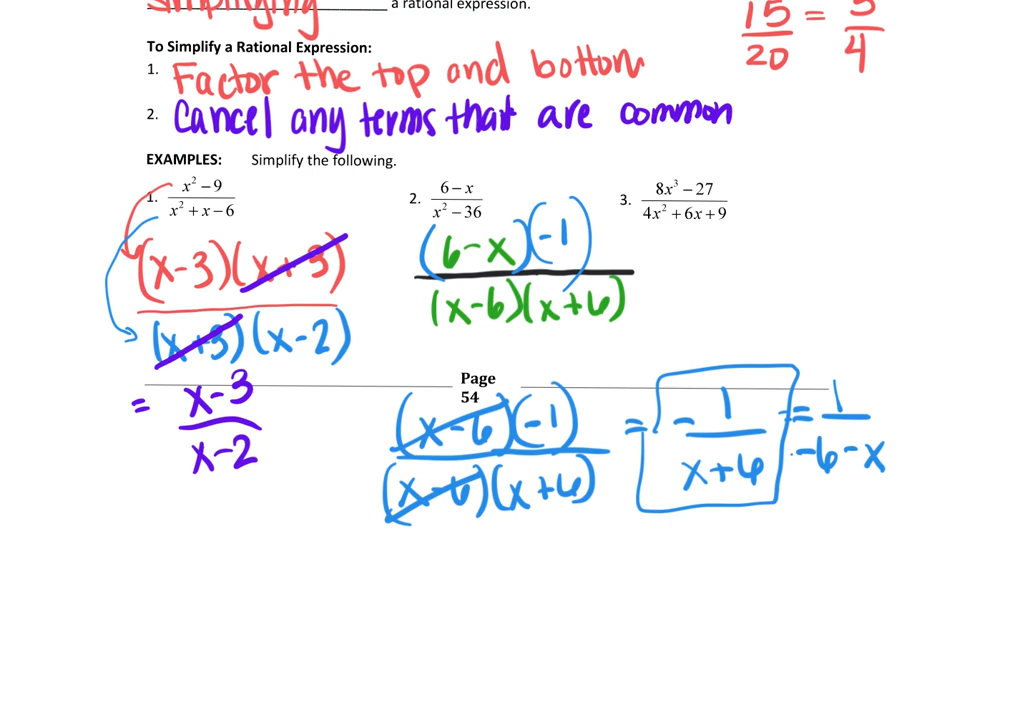 Simplifying a rational expression.
15/20 = 3/4
To Simplify a Rational Expression:
1. Factor the top and bottom
2. Cancel any terms that are common
EXAMPLES: Simplify the following.
1. (x² − 9)/(x² + x − 6) 2. (6 − x)/(x² − 36) 3. (8x³ − 27)/(4x² + 6x + 9)
(x-3)(x+3) (6-x)(-1)
(x+3)(x-2) (x-6)(x+6)
Page
54
= (x-3)/(x-2)
(x-6)(-1)/(x-6)(x+6) = -1/(x+6) = 1/(-6-x)